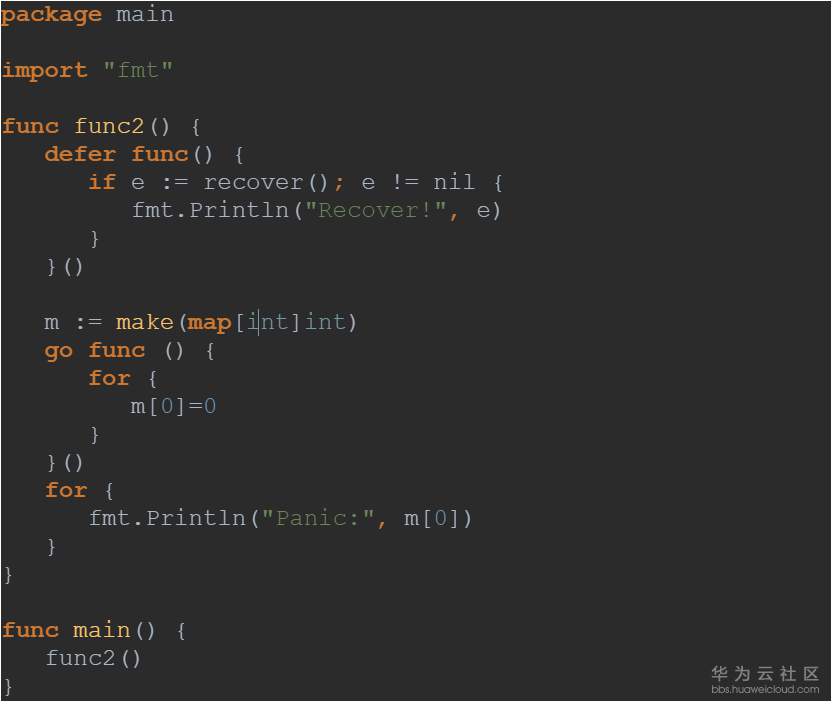 package main

import "fmt"

func func2() {
   defer func() {
      if e := recover(); e != nil {
         fmt.Println("Recover!", e)
      }
   }()

   m := make(map[int]int)
   go func () {
      for {
         m[0]=0
      }
   }()
   for {
      fmt.Println("Panic:", m[0])
   }
}

func main() {
   func2()
}
华为云社区
bbs.huaweicloud.com